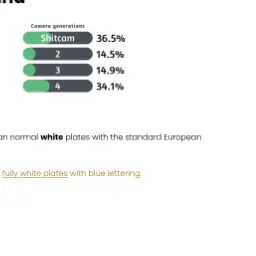 Camera generations
Shitcam 36.5%
2 14.5%
3 14.9%
4 34.1%
an normal white plates with the standard European
fully white plates with blue lettering.